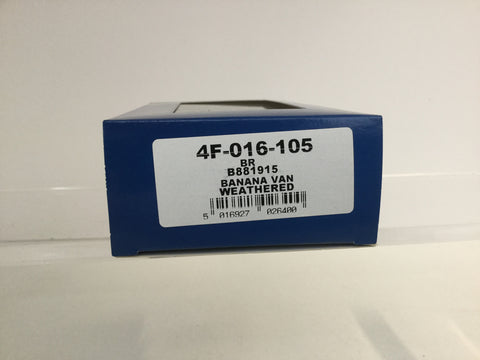 4F-016-105
BR
B881915
BANANA VAN
WEATHERED
5 016927 026400